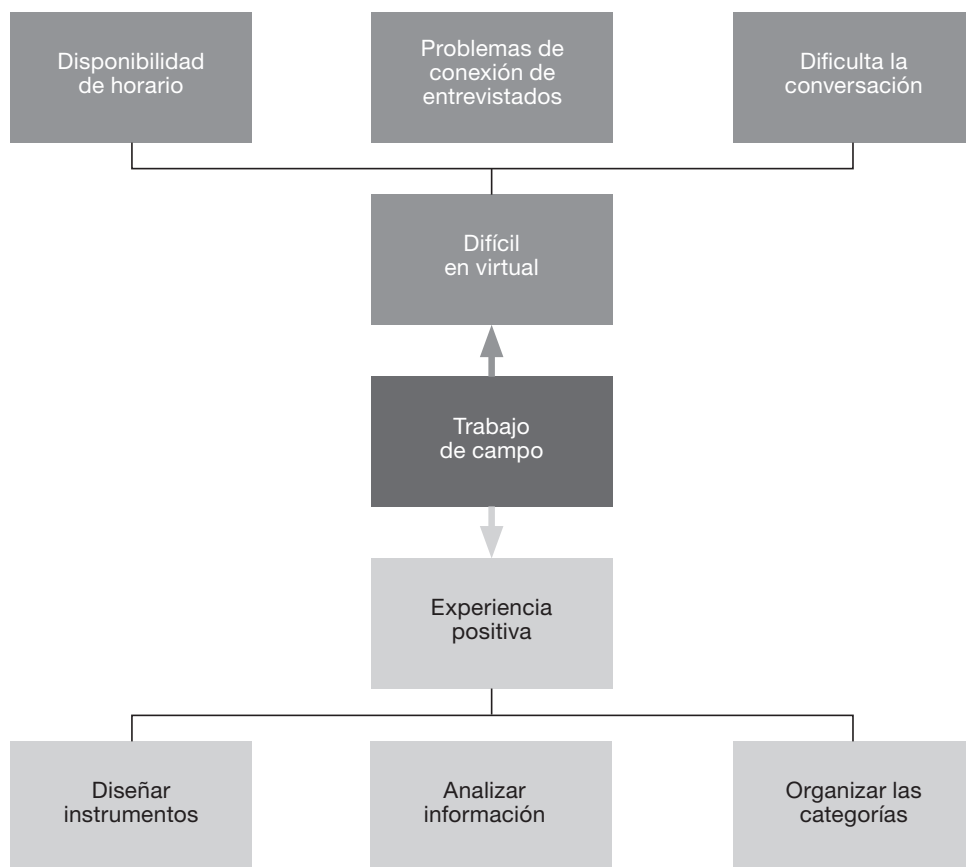 Disponibilidad
de horario
Problemas de
conexión de
entrevistados
Dificulta la
conversación
Difícil
en virtual
Trabajo
de campo
Experiencia
positiva
Diseñar
instrumentos
Analizar
información
Organizar las
categorías